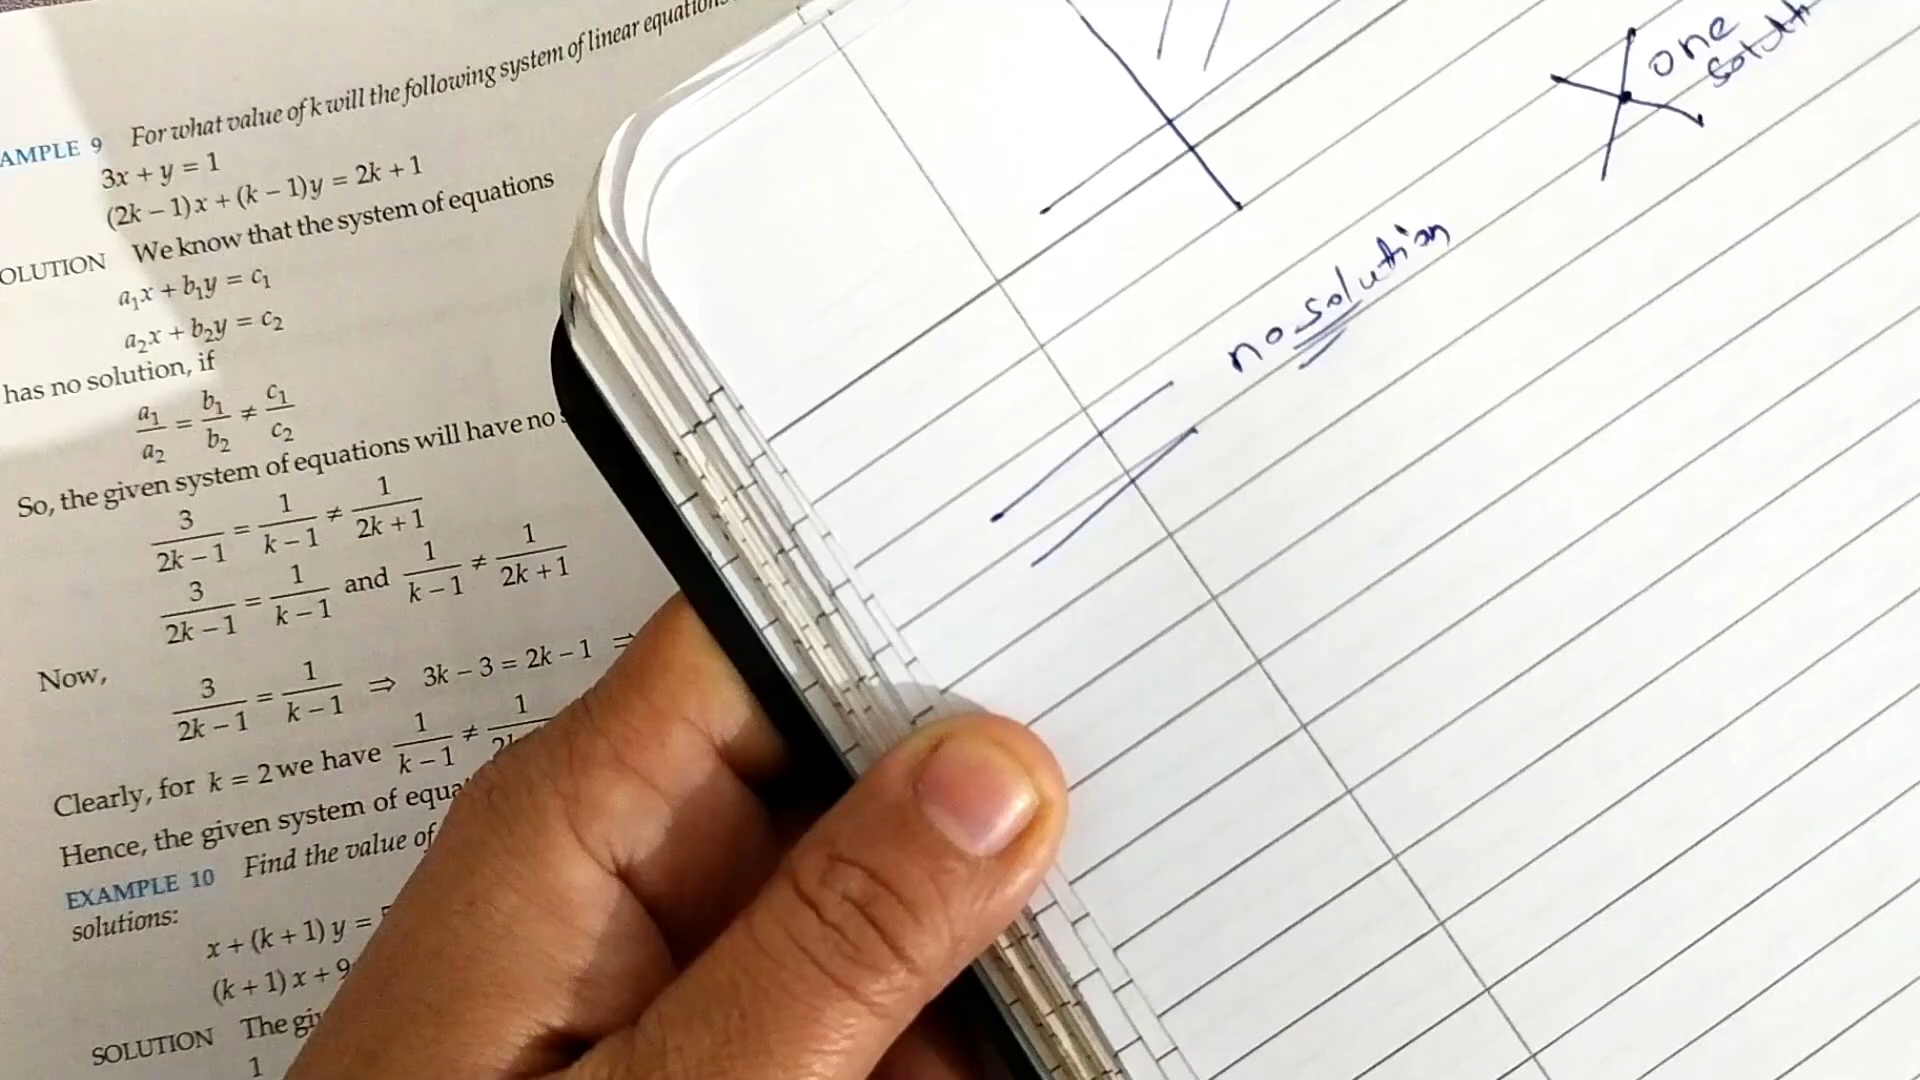 AMPLE 9 For what value of k will the following system of linear equations
3x + y = 1
(2k − 1)x + (k − 1)y = 2k + 1
OLUTION We know that the system of equations
a₁x + b₁y = c₁
a₂x + b₂y = c₂
has no solution, if
a₁/a₂ = b₁/b₂ ≠ c₁/c₂
So, the given system of equations will have no
3/(2k − 1) = 1/(k − 1) ≠ 1/(2k + 1)
3/(2k − 1) = 1/(k − 1) and 1/(k − 1) ≠ 1/(2k + 1)
Now, 3/(2k − 1) = 1/(k − 1) ⇒ 3k − 3 = 2k − 1 ⇒
Clearly, for k = 2 we have 1/(k − 1) ≠ 1/
Hence, the given system of equa
EXAMPLE 10 Find the value of
solutions:
x + (k + 1) y =
(k + 1) x + 9
SOLUTION The gi
1
one
no solution